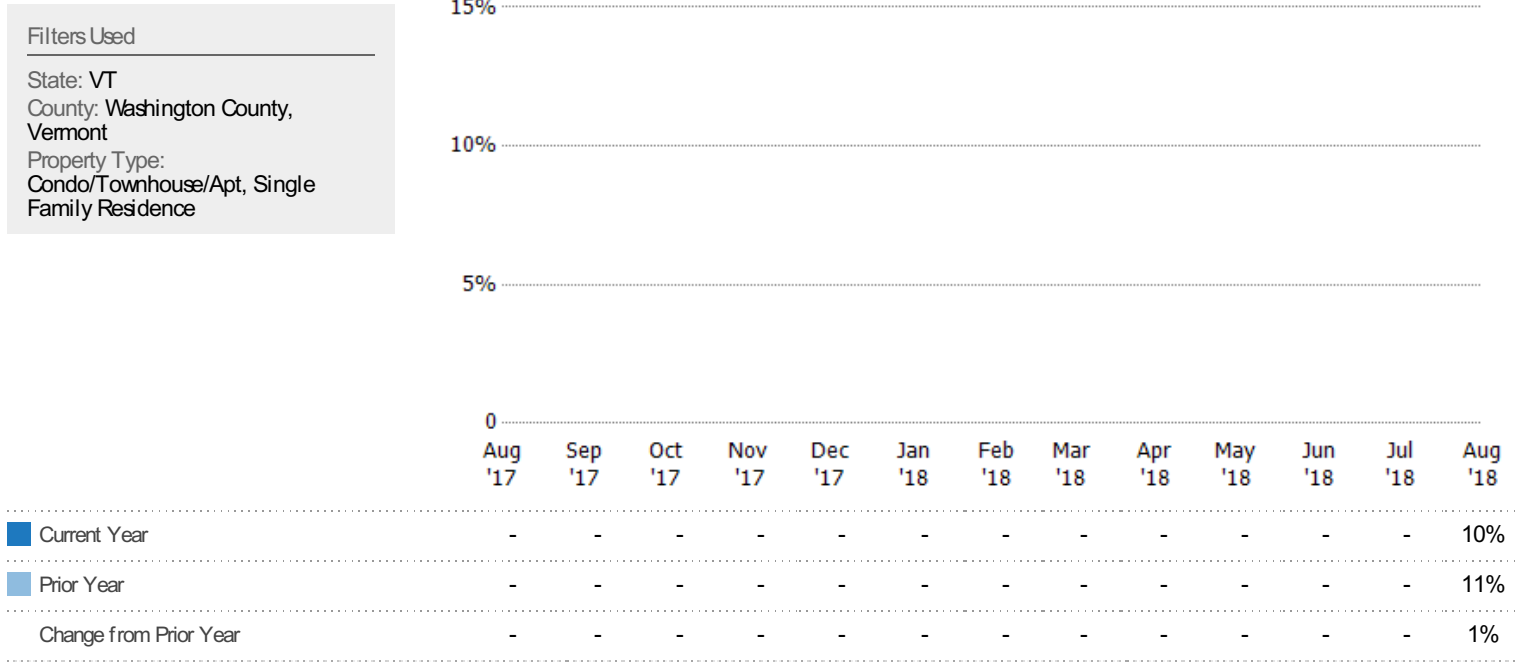 Filters Used
State: VT
County: Washington County,
Vermont
Property Type:
Condo/Townhouse/Apt, Single
Family Residence
15%
10%
5%
0
Aug Sep Oct Nov Dec Jan Feb Mar Apr May Jun Jul Aug
'17 '17 '17 '17 '17 '18 '18 '18 '18 '18 '18 '18 '18
Current Year - - - - - - - - - - - - 10%
Prior Year - - - - - - - - - - - - 11%
Change from Prior Year - - - - - - - - - - - - 1%